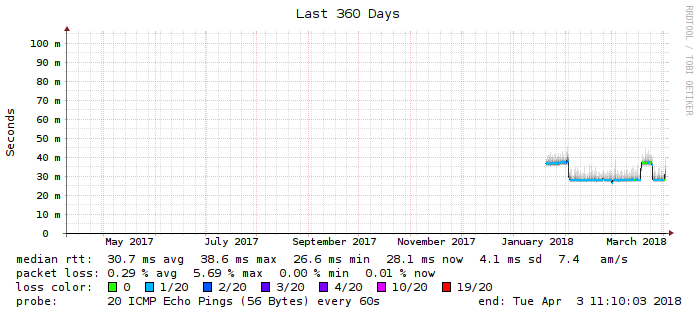 Last 360 Days
RRDTOOL / TOBI OETIKER
Seconds
100 m
90 m
80 m
70 m
60 m
50 m
40 m
30 m
20 m
10 m
0
May 2017 July 2017 September 2017 November 2017 January 2018 March 2018
median rtt: 30.7 ms avg 38.6 ms max 26.6 ms min 28.1 ms now 4.1 ms sd 7.4 am/s
packet loss: 0.29 % avg 5.69 % max 0.00 % min 0.01 % now
loss color: 0 1/20 2/20 3/20 4/20 10/20 19/20
probe: 20 ICMP Echo Pings (56 Bytes) every 60s end: Tue Apr 3 11:10:03 2018